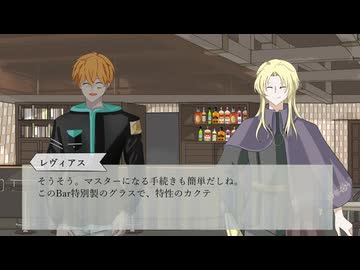 レヴィアス
そうそう。マスターになる手続きも簡単だしね。
このBar特別製のグラスで、特性のカクテ